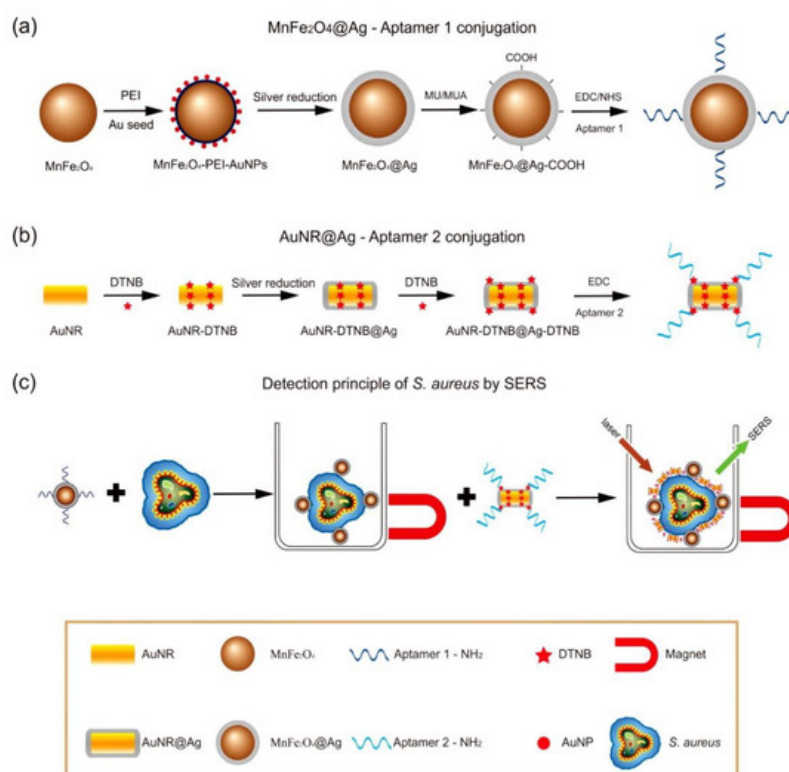 (a)
MnFe₂O₄@Ag - Aptamer 1 conjugation
COOH
PEI
Au seed
Silver reduction
MU/MUA
EDC/NHS
Aptamer 1
MnFe₂O₄
MnFe₂O₄-PEI-AuNPs
MnFe₂O₄@Ag
MnFe₂O₄@Ag-COOH
(b)
AuNR@Ag - Aptamer 2 conjugation
DTNB
Silver reduction
DTNB
EDC
Aptamer 2
AuNR
AuNR-DTNB
AuNR-DTNB@Ag
AuNR-DTNB@Ag-DTNB
(c)
Detection principle of S. aureus by SERS
laser
SERS
AuNR
MnFe₂O₄
Aptamer 1 - NH₂
DTNB
Magnet
AuNR@Ag
MnFe₂O₄@Ag
Aptamer 2 - NH₂
AuNP
S. aureus